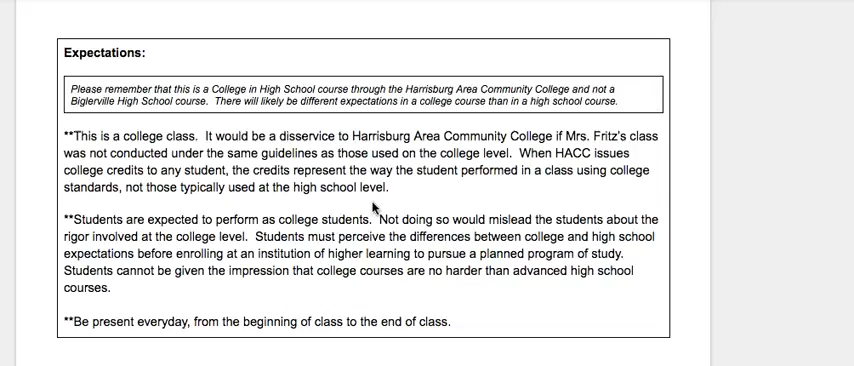 Expectations:
Please remember that this is a College in High School course through the Harrisburg Area Community College and not a
Biglerville High School course.  There will likely be different expectations in a college course than in a high school course.
**This is a college class.  It would be a disservice to Harrisburg Area Community College if Mrs. Fritz's class
was not conducted under the same guidelines as those used on the college level.  When HACC issues
college credits to any student, the credits represent the way the student performed in a class using college
standards, not those typically used at the high school level.
**Students are expected to perform as college students.  Not doing so would mislead the students about the
rigor involved at the college level.  Students must perceive the differences between college and high school
expectations before enrolling at an institution of higher learning to pursue a planned program of study.
Students cannot be given the impression that college courses are no harder than advanced high school
courses.
**Be present everyday, from the beginning of class to the end of class.